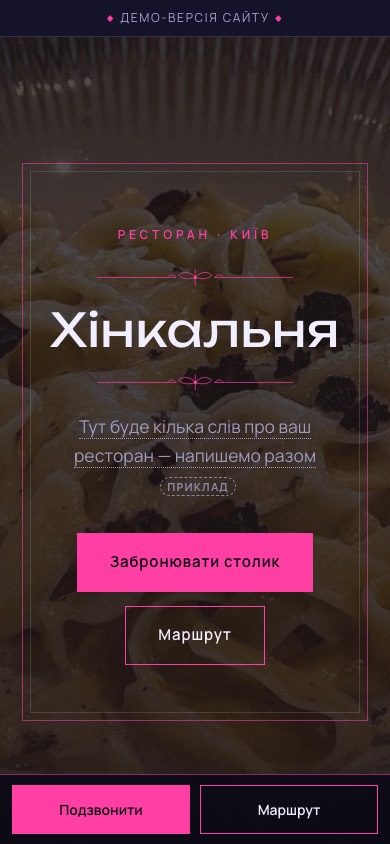 ◆ ДЕМО-ВЕРСІЯ САЙТУ ◆
РЕСТОРАН · КИЇВ
Хінкальня
Тут буде кілька слів про ваш
ресторан — напишемо разом
ПРИКЛАД
Забронювати столик
Маршрут
Подзвонити
Маршрут